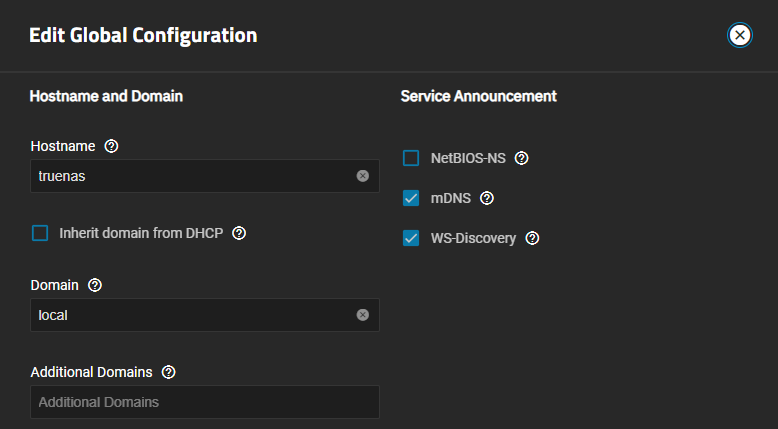 Edit Global Configuration
Hostname and Domain
Hostname
truenas
Inherit domain from DHCP
Domain
local
Additional Domains
Additional Domains
Service Announcement
NetBIOS-NS
mDNS
WS-Discovery